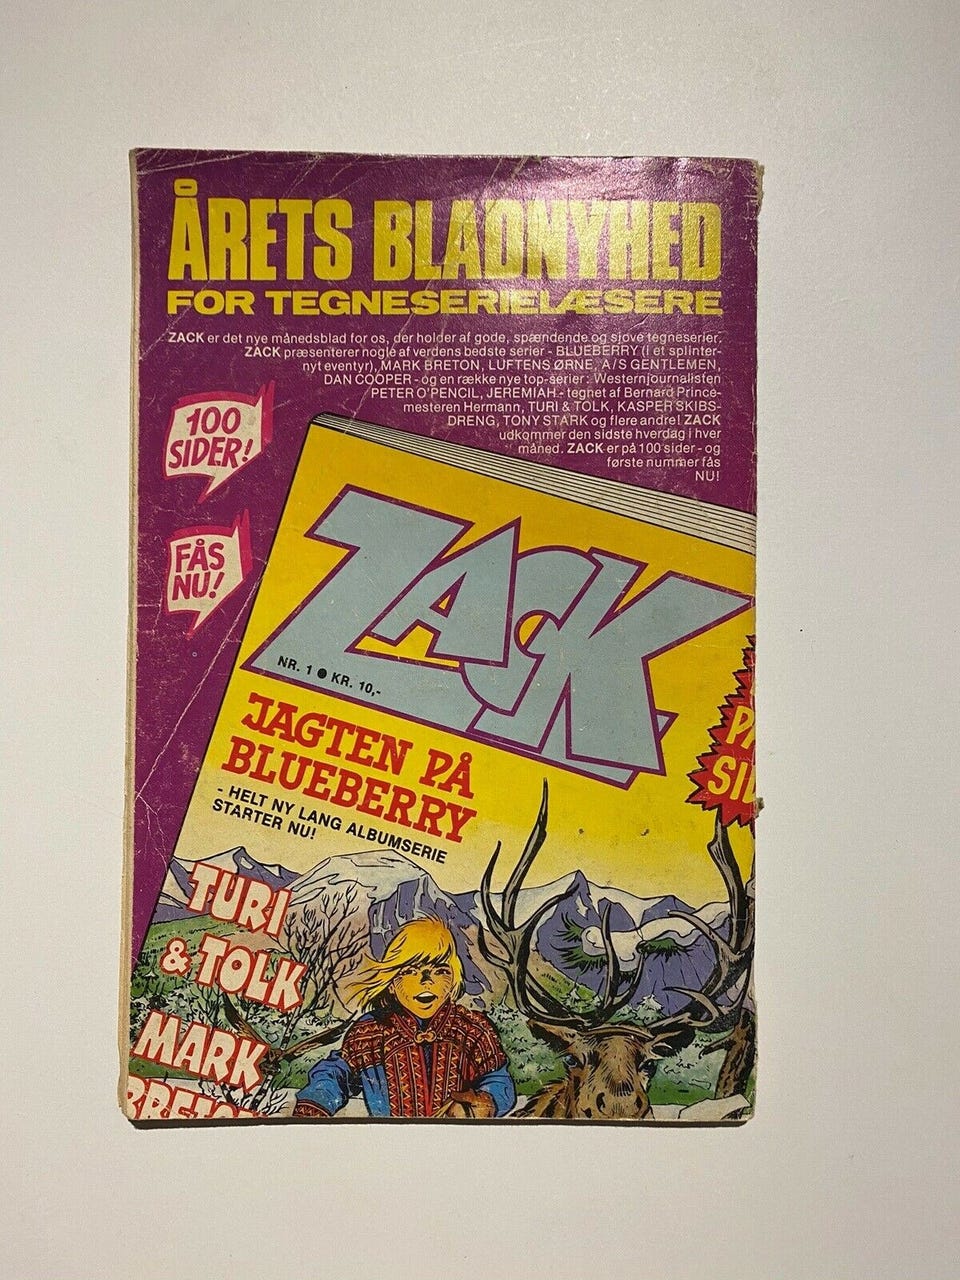 ÅRETS BLADNYHED
FOR TEGNESERIELÆSERE
ZACK er det nye månedsblad for os, der holder af gode, spændende og sjove tegneserier.
ZACK præsenterer nogle af verdens bedste serier - BLUEBERRY (i et splinter-
nyt eventyr), MARK BRETON, LUFTENS ØRNE, A/S GENTLEMEN,
DAN COOPER - og en række nye top-serier: Westernjournalisten
PETER O'PENCIL, JEREMIAH - tegnet af Bernard Prince-
mesteren Hermann, TURI & TOLK, KASPER SKIBS-
DRENG, TONY STARK og flere andre! ZACK
udkommer den sidste hverdag i hver
måned. ZACK er på 100 sider - og
første nummer fås
NU!
100
SIDER!
FÅS
NU!
ZACK
NR. 1 ● KR. 10,-
JAGTEN PÅ
BLUEBERRY
- HELT NY LANG ALBUMSERIE
STARTER NU!
TURI
& TOLK
MARK
BRETON